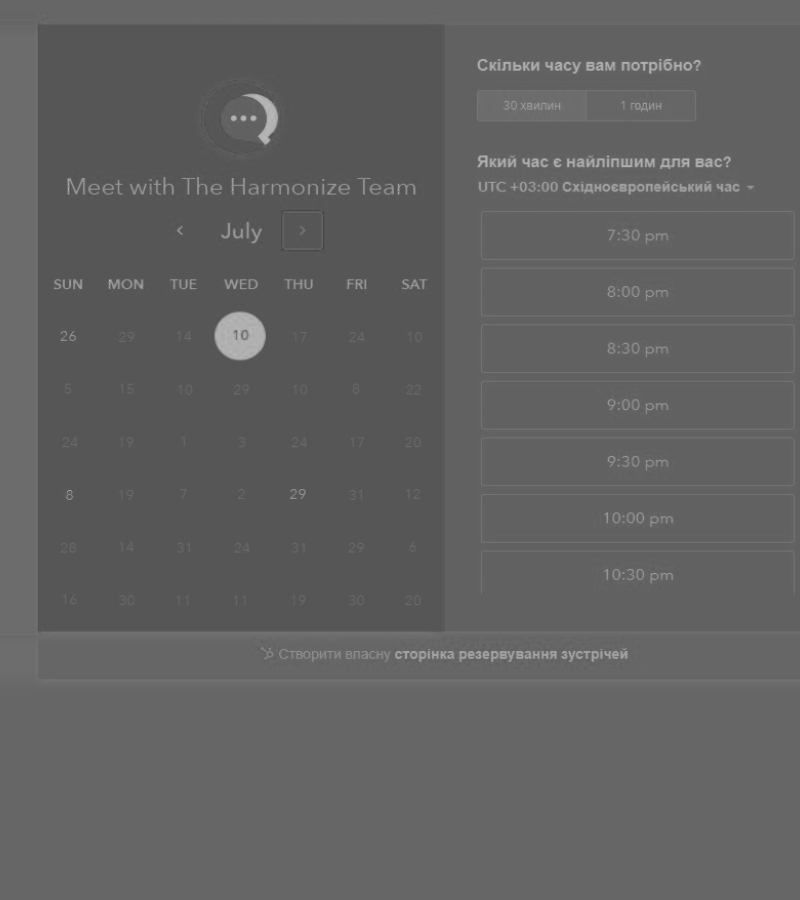 Meet with The Harmonize Team
July
SUN MON TUE WED THU FRI SAT
26 29 14 10 17 24 10
5 15 10 29 10 8 22
24 19 1 3 24 17 20
8 19 7 2 29 31 12
28 14 31 24 31 29 6
16 30 11 11 19 30 20
Скільки часу вам потрібно?
30 хвилин 1 годин
Який час є найліпшим для вас?
UTC +03:00 Східноєвропейський час
7:30 pm
8:00 pm
8:30 pm
9:00 pm
9:30 pm
10:00 pm
10:30 pm
Створити власну сторінка резервування зустрічей